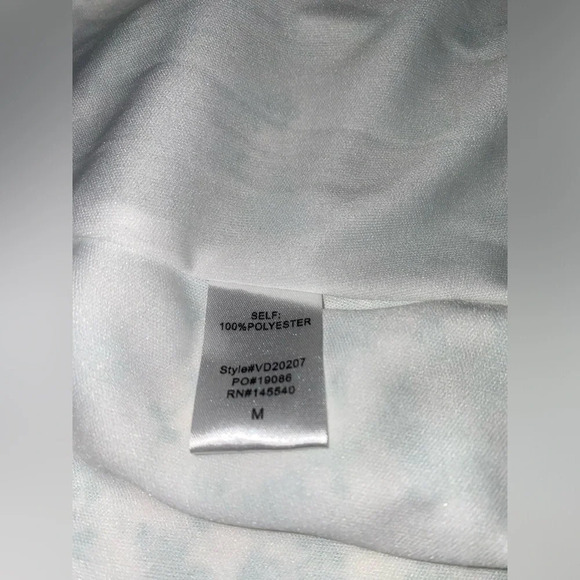 SELF:
100%POLYESTER
Style#VD20207
PO#19086
RN#145540
M